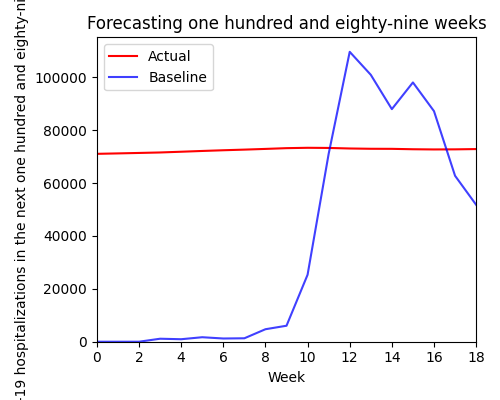 Forecasting one hundred and eighty-nine weeks
-19 hospitalizations in the next one hundred and eighty-ni
Actual
Baseline
100000
80000
60000
40000
20000
0
0 2 4 6 8 10 12 14 16 18
Week